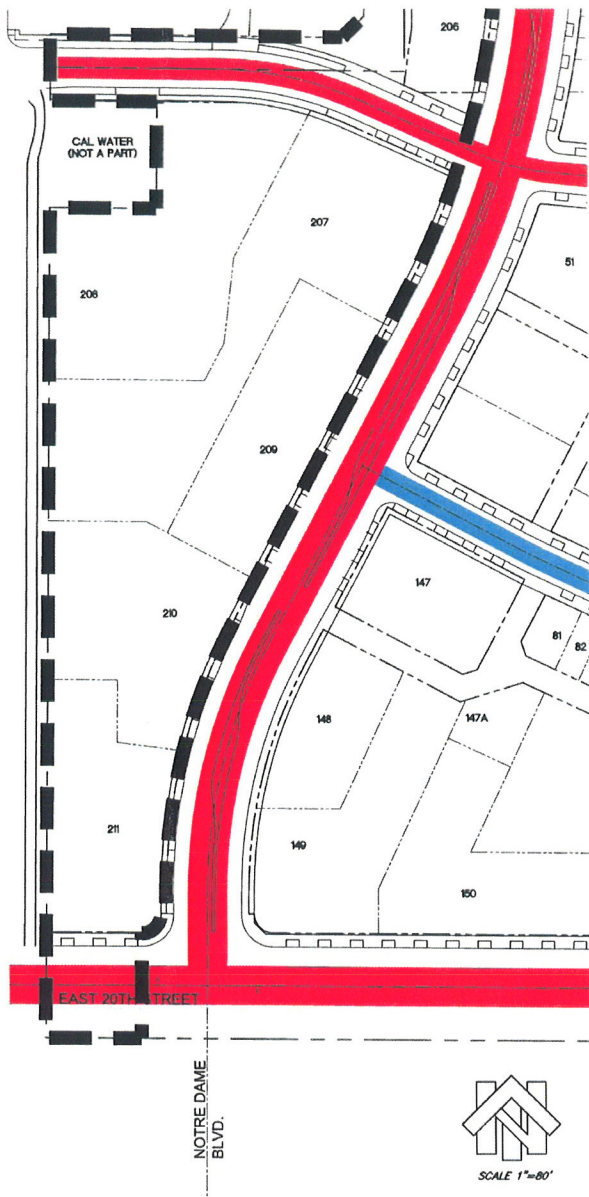 206
CAL WATER
(NOT A PART)
207
51
208
209
147
81
82
210
148
147A
211
149
150
EAST 20TH STREET
NOTRE DAME
BLVD.
SCALE 1"=80'